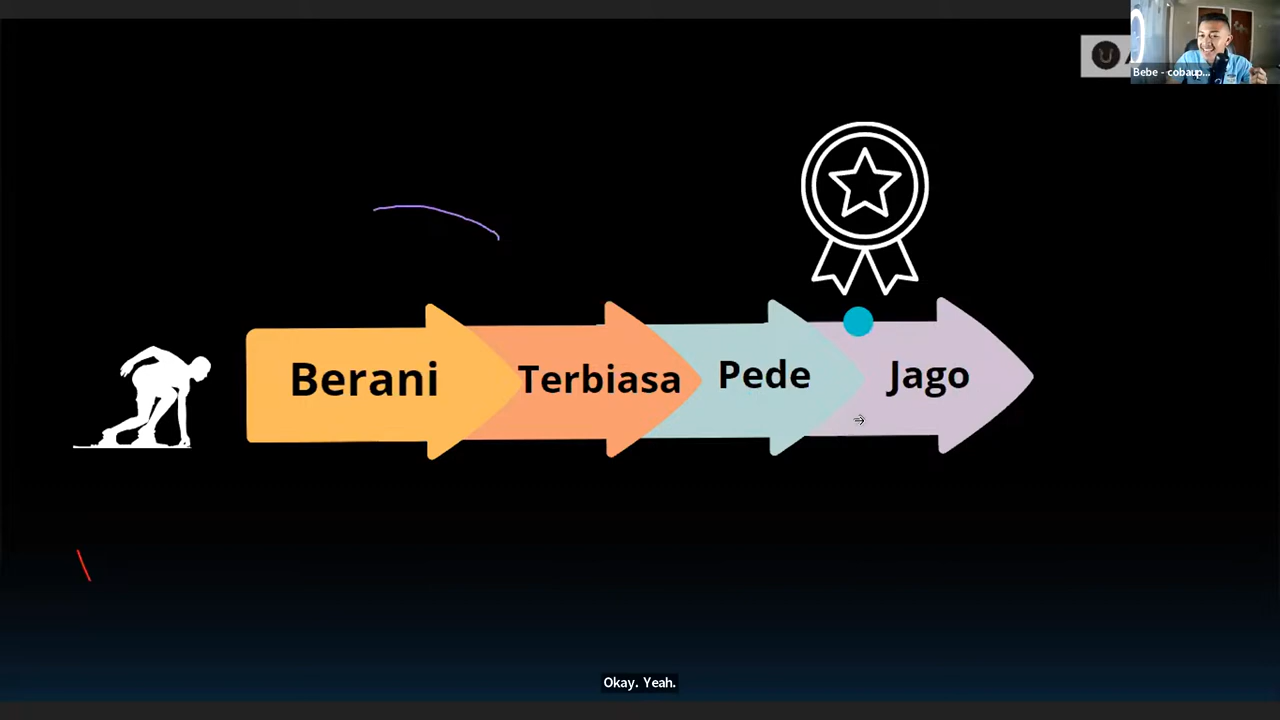 Bebe - cobaup...
Berani
Terbiasa
Pede
Jago
Okay. Yeah.